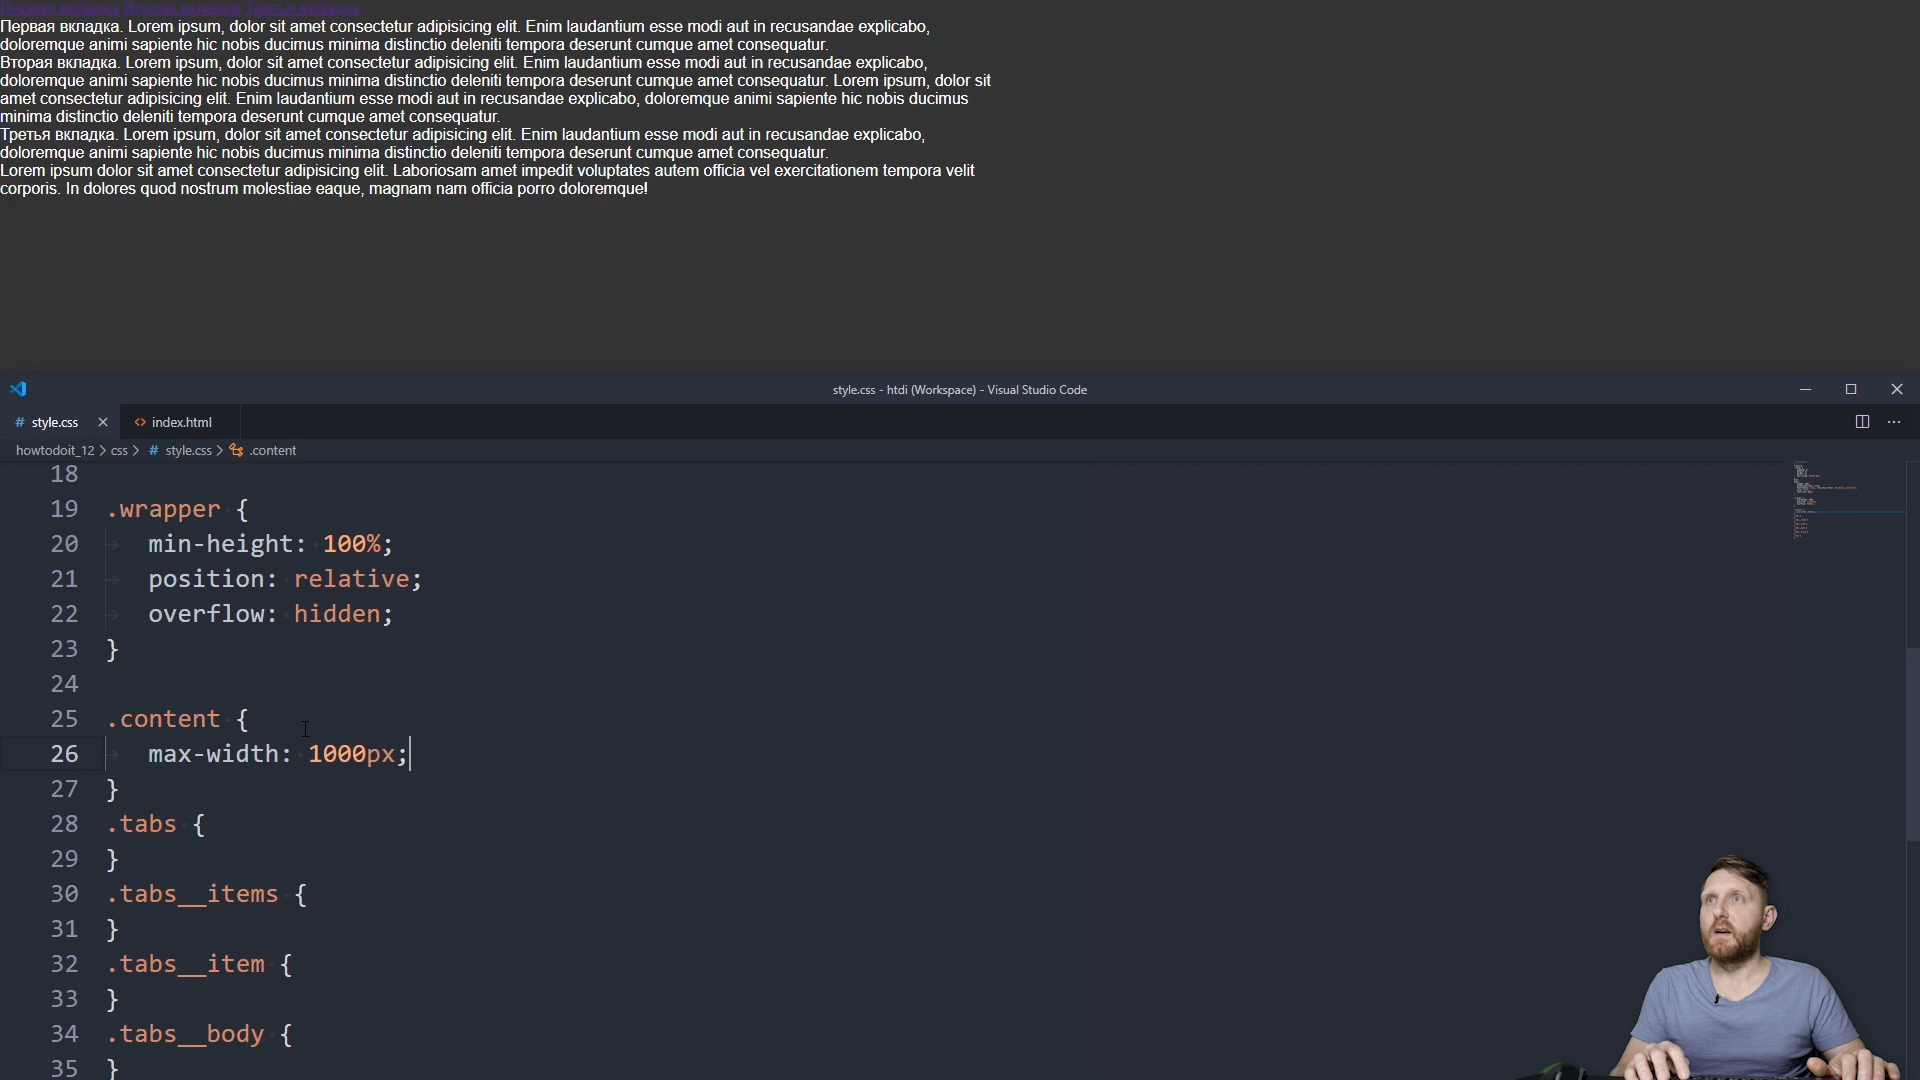 Первая вкладка Вторая вкладка Третья вкладка
Первая вкладка. Lorem ipsum, dolor sit amet consectetur adipisicing elit. Enim laudantium esse modi aut in recusandae explicabo,
doloremque animi sapiente hic nobis ducimus minima distinctio deleniti tempora deserunt cumque amet consequatur.
Вторая вкладка. Lorem ipsum, dolor sit amet consectetur adipisicing elit. Enim laudantium esse modi aut in recusandae explicabo,
doloremque animi sapiente hic nobis ducimus minima distinctio deleniti tempora deserunt cumque amet consequatur. Lorem ipsum, dolor sit
amet consectetur adipisicing elit. Enim laudantium esse modi aut in recusandae explicabo, doloremque animi sapiente hic nobis ducimus
minima distinctio deleniti tempora deserunt cumque amet consequatur.
Третья вкладка. Lorem ipsum, dolor sit amet consectetur adipisicing elit. Enim laudantium esse modi aut in recusandae explicabo,
doloremque animi sapiente hic nobis ducimus minima distinctio deleniti tempora deserunt cumque amet consequatur.
Lorem ipsum dolor sit amet consectetur adipisicing elit. Laboriosam amet impedit voluptates autem officia vel exercitationem tempora velit
corporis. In dolores quod nostrum molestiae eaque, magnam nam officia porro doloremque!
style.css - htdi (Workspace) - Visual Studio Code
# style.css
<> index.html
howtodoit_12 > css > # style.css > .content
18
19 .wrapper {
20 min-height: 100%;
21 position: relative;
22 overflow: hidden;
23 }
24
25 .content {
26 max-width: 1000px;
27 }
28 .tabs {
29 }
30 .tabs__items {
31 }
32 .tabs__item {
33 }
34 .tabs__body {
35 }